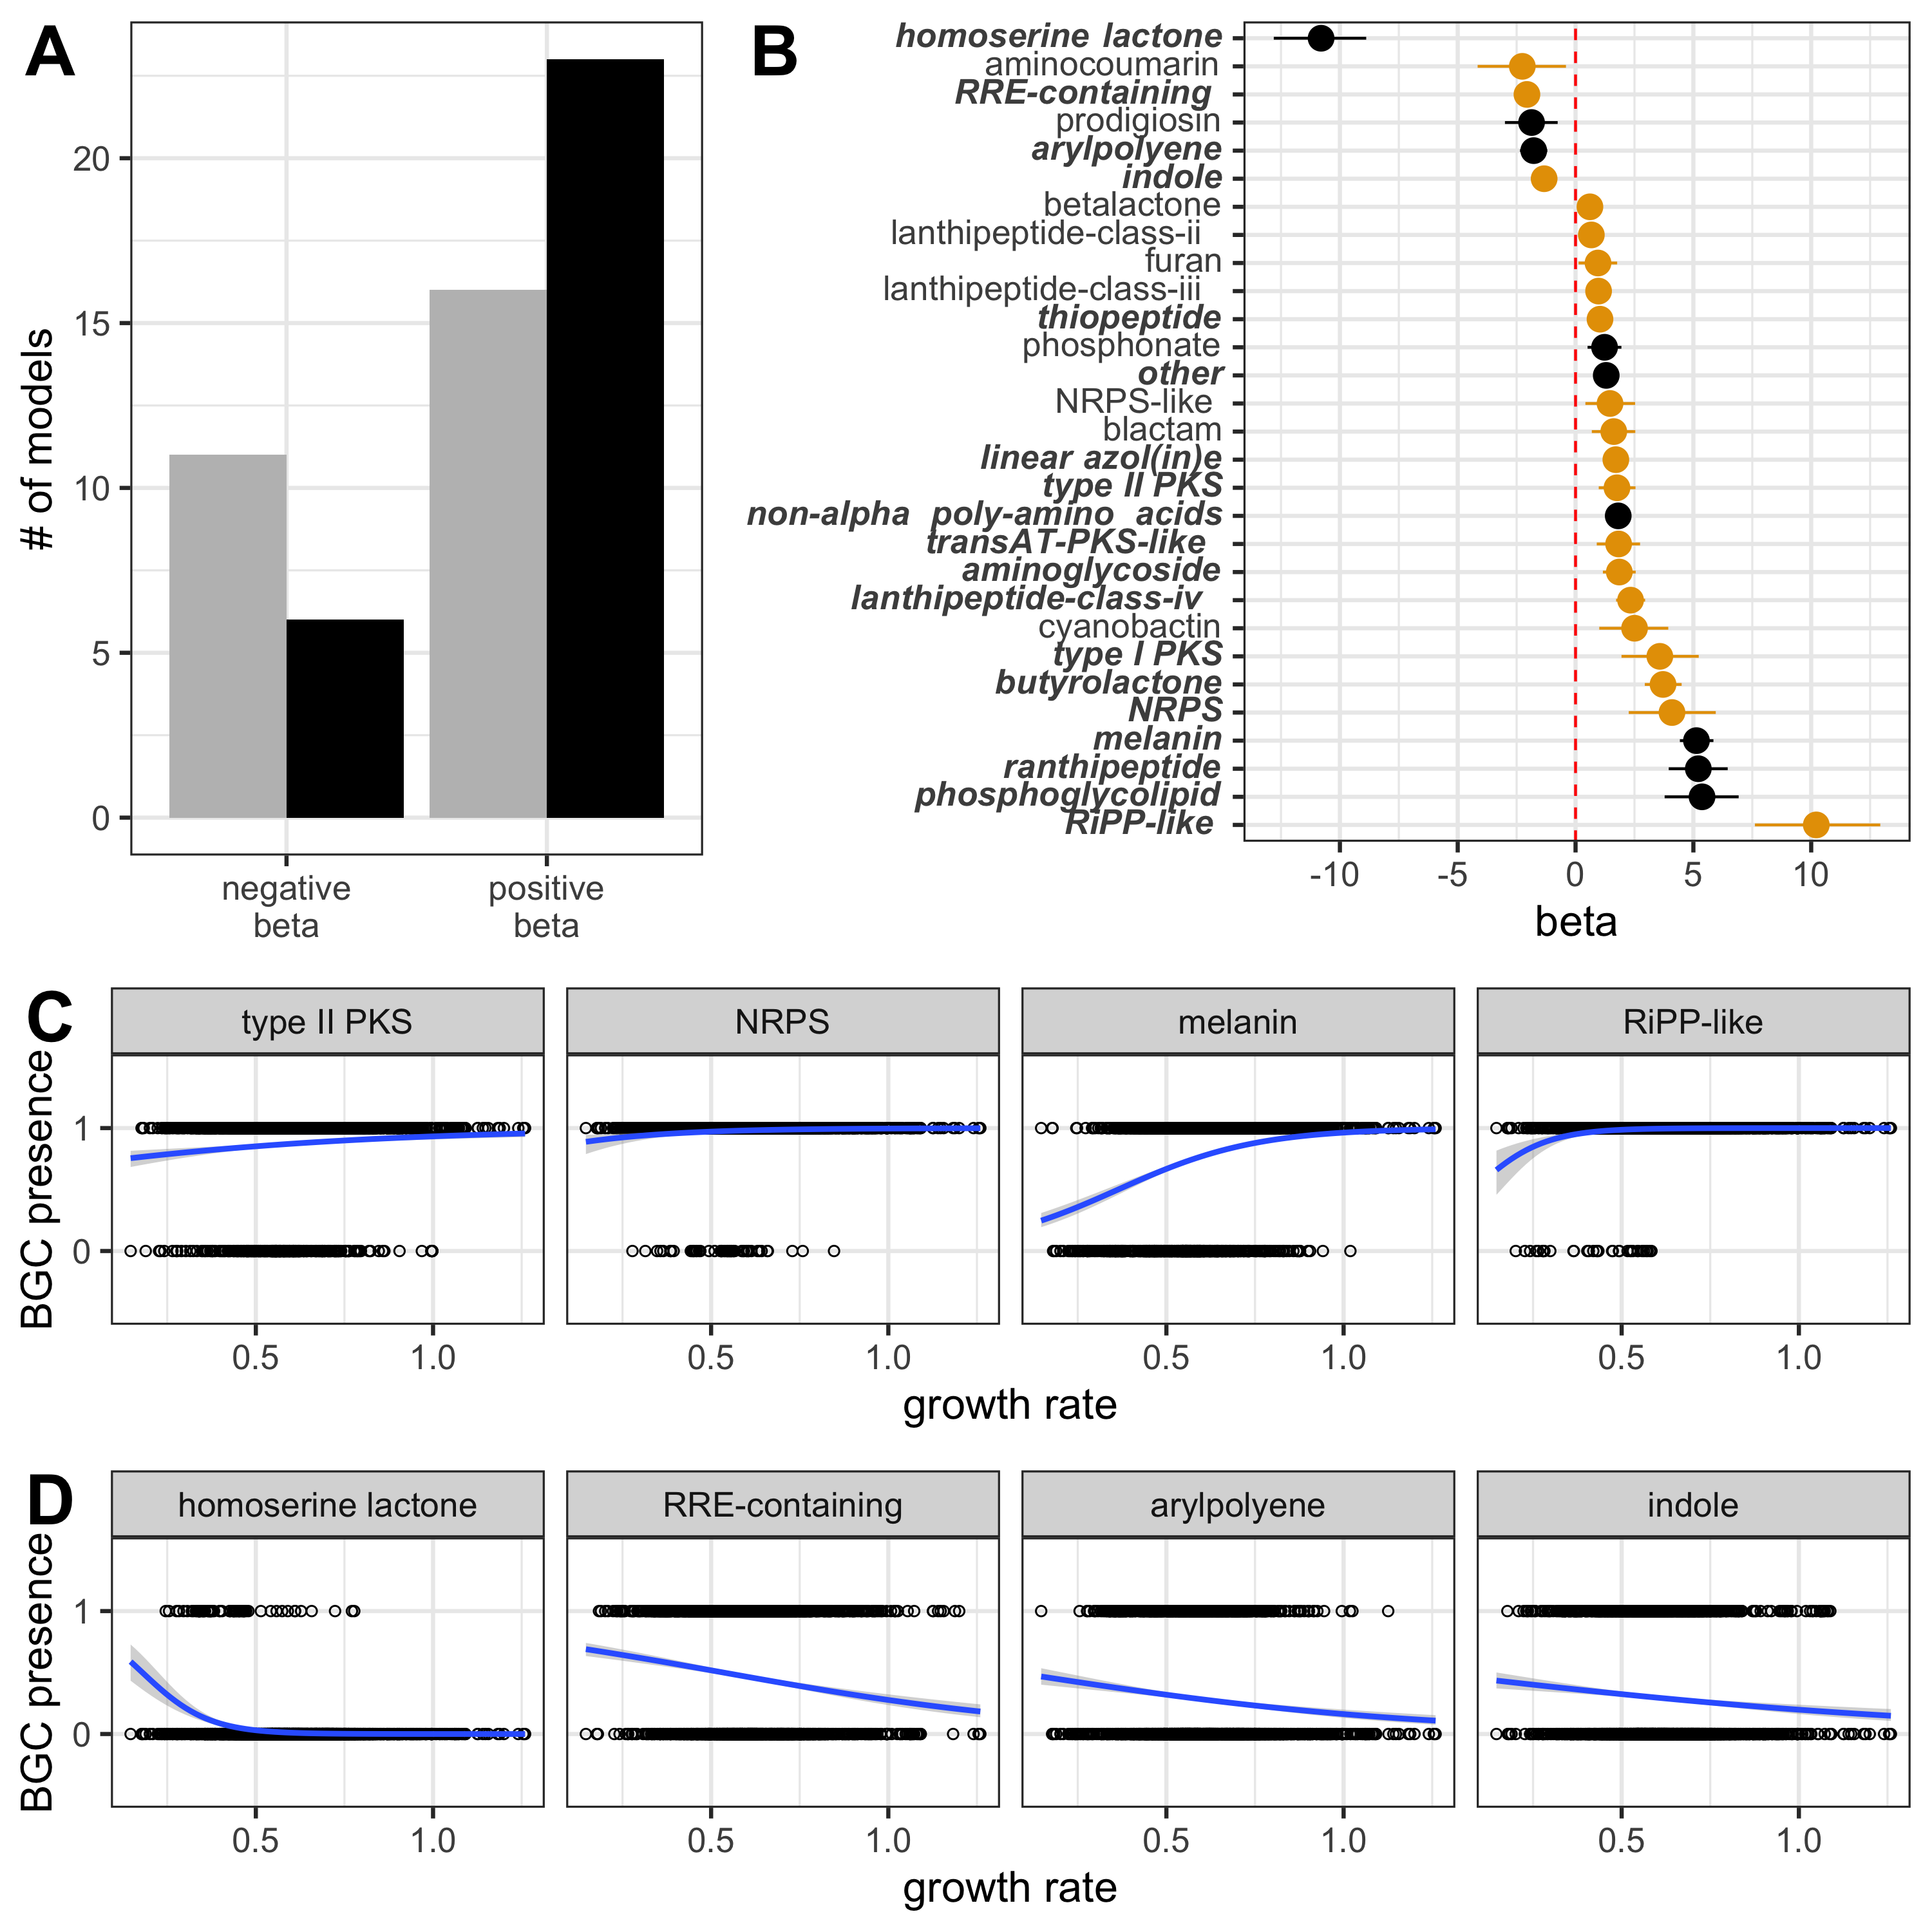 A
# of models
20
15
10
5
0
negative
beta
positive
beta
B
homoserine lactone
aminocoumarin
RRE-containing
prodigiosin
arylpolyene
indole
betalactone
lanthipeptide-class-ii
furan
lanthipeptide-class-iii
thiopeptide
phosphonate
other
NRPS-like
blactam
linear azol(in)e
type II PKS
non-alpha poly-amino acids
transAT-PKS-like
aminoglycoside
lanthipeptide-class-iv
cyanobactin
type I PKS
butyrolactone
NRPS
melanin
ranthipeptide
phosphoglycolipid
RiPP-like
-10 -5 0 5 10
beta
C
type II PKS NRPS melanin RiPP-like
BGC presence
1
0
0.5 1.0 0.5 1.0 0.5 1.0 0.5 1.0
growth rate
D
homoserine lactone RRE-containing arylpolyene indole
BGC presence
1
0
0.5 1.0 0.5 1.0 0.5 1.0 0.5 1.0
growth rate